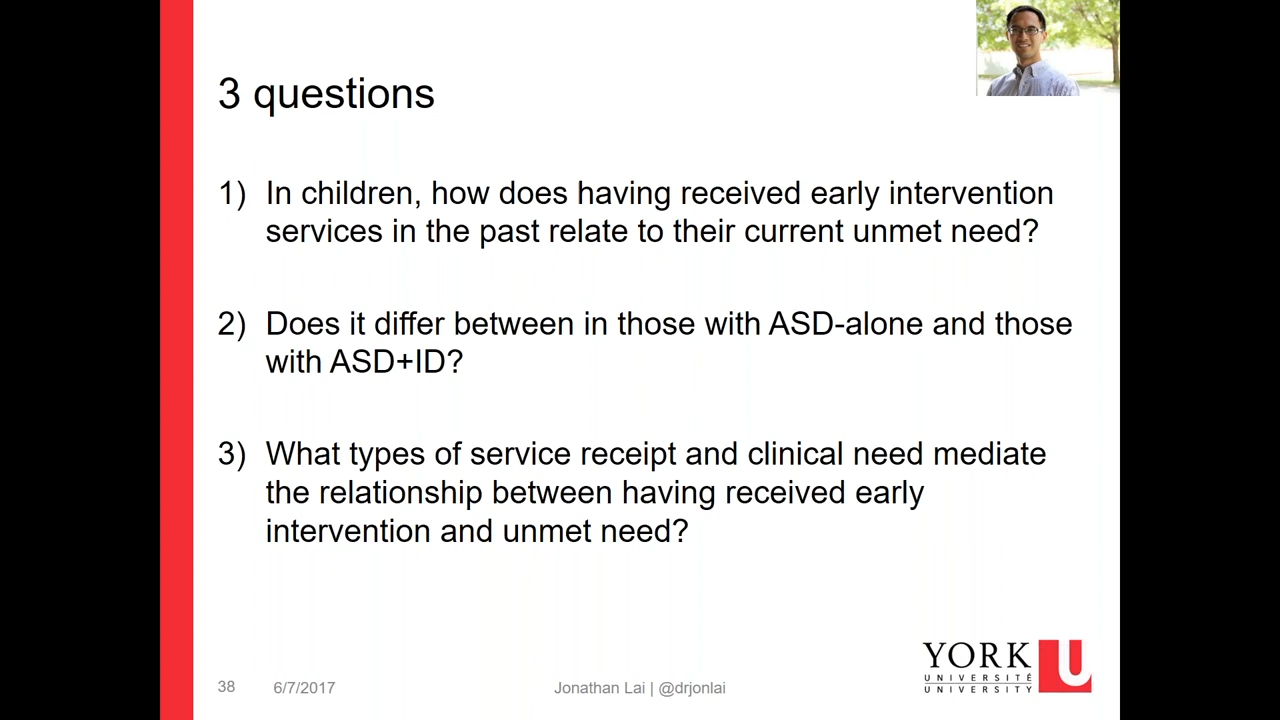 3 questions
1) In children, how does having received early intervention
services in the past relate to their current unmet need?
2) Does it differ between in those with ASD-alone and those
with ASD+ID?
3) What types of service receipt and clinical need mediate
the relationship between having received early
intervention and unmet need?
38
6/7/2017
Jonathan Lai | @drjonlai
YORK U
UNIVERSITÉ
UNIVERSITY